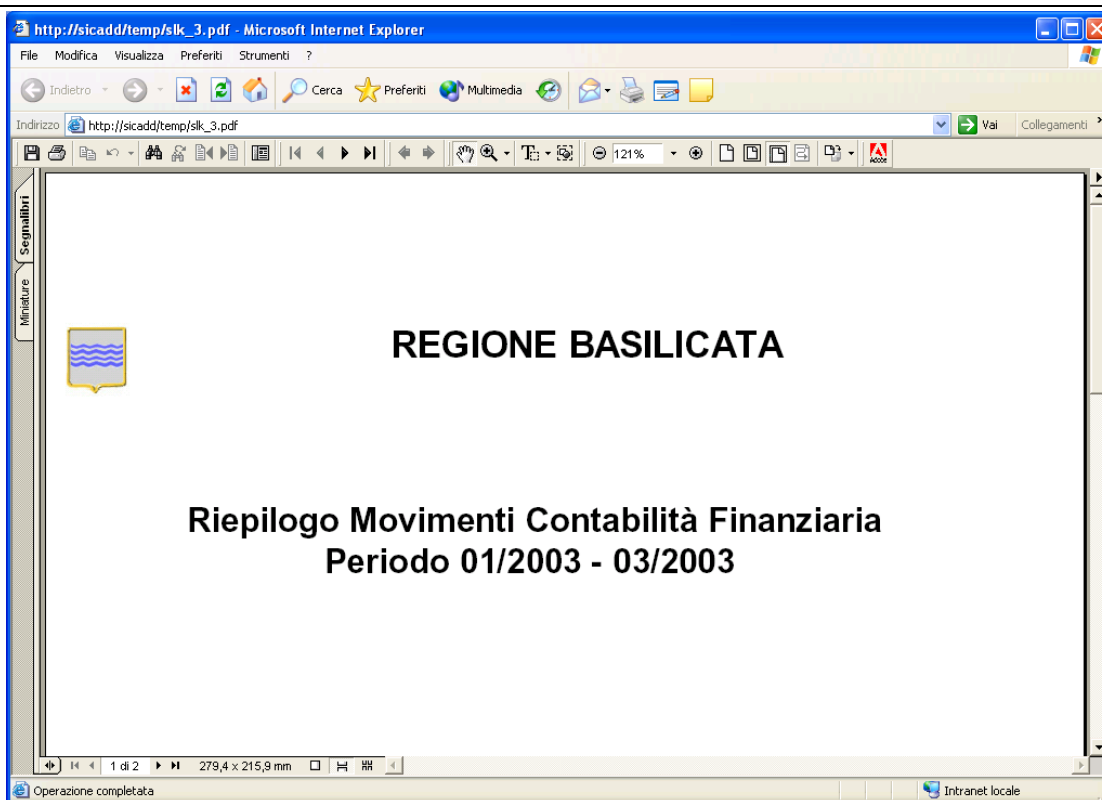 http://sicadd/temp/slk_3.pdf - Microsoft Internet Explorer
File Modifica Visualizza Preferiti Strumenti ?
Indietro Cerca Preferiti Multimedia
Indirizzo http://sicadd/temp/slk_3.pdf Vai Collegamenti
121% Adobe
Segnalibri
Miniature
REGIONE BASILICATA
Riepilogo Movimenti Contabilità Finanziaria
Periodo 01/2003 - 03/2003
1 di 2 279,4 x 215,9 mm
Operazione completata Intranet locale